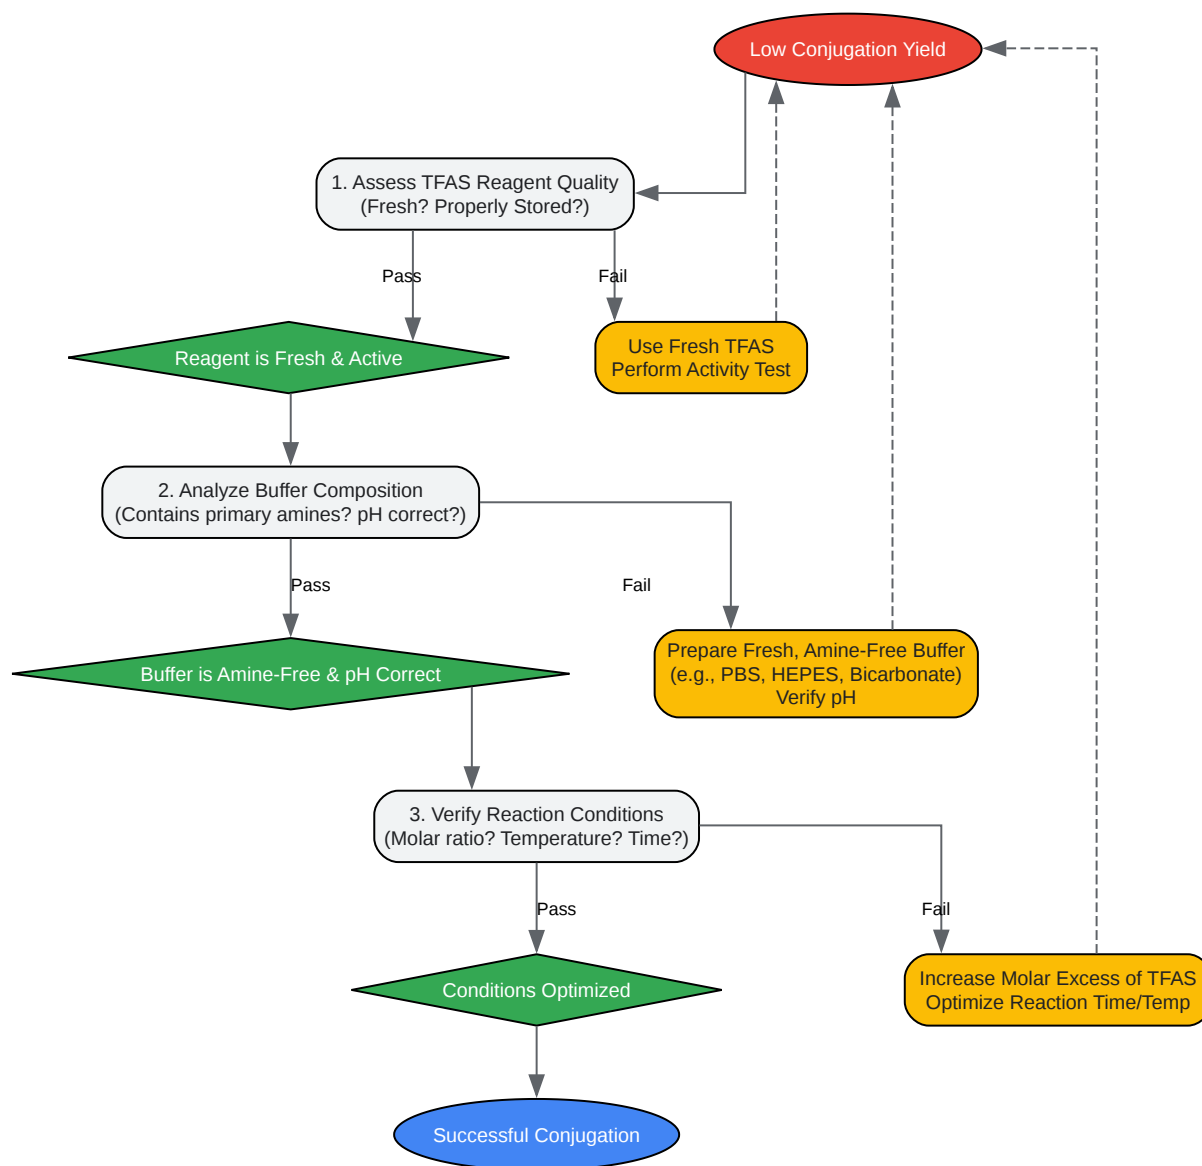 Low Conjugation Yield
1. Assess TFAS Reagent Quality
(Fresh? Properly Stored?)
Pass
Fail
Reagent is Fresh & Active
Use Fresh TFAS
Perform Activity Test
2. Analyze Buffer Composition
(Contains primary amines? pH correct?)
Pass
Fail
Buffer is Amine-Free & pH Correct
Prepare Fresh, Amine-Free Buffer
(e.g., PBS, HEPES, Bicarbonate)
Verify pH
3. Verify Reaction Conditions
(Molar ratio? Temperature? Time?)
Pass
Fail
Conditions Optimized
Increase Molar Excess of TFAS
Optimize Reaction Time/Temp
Successful Conjugation